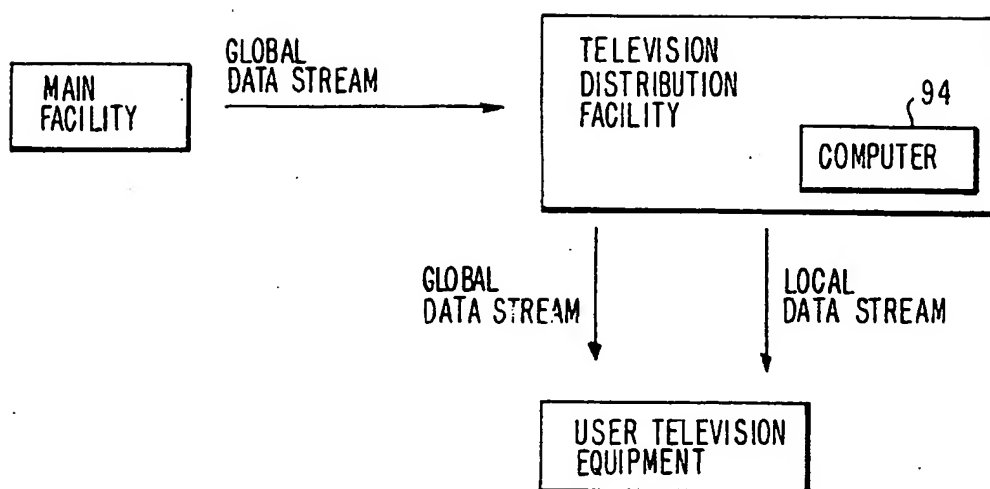 MAIN
FACILITY
GLOBAL
DATA STREAM
TELEVISION
DISTRIBUTION
FACILITY
94
COMPUTER
GLOBAL
DATA STREAM
LOCAL
DATA STREAM
USER TELEVISION
EQUIPMENT